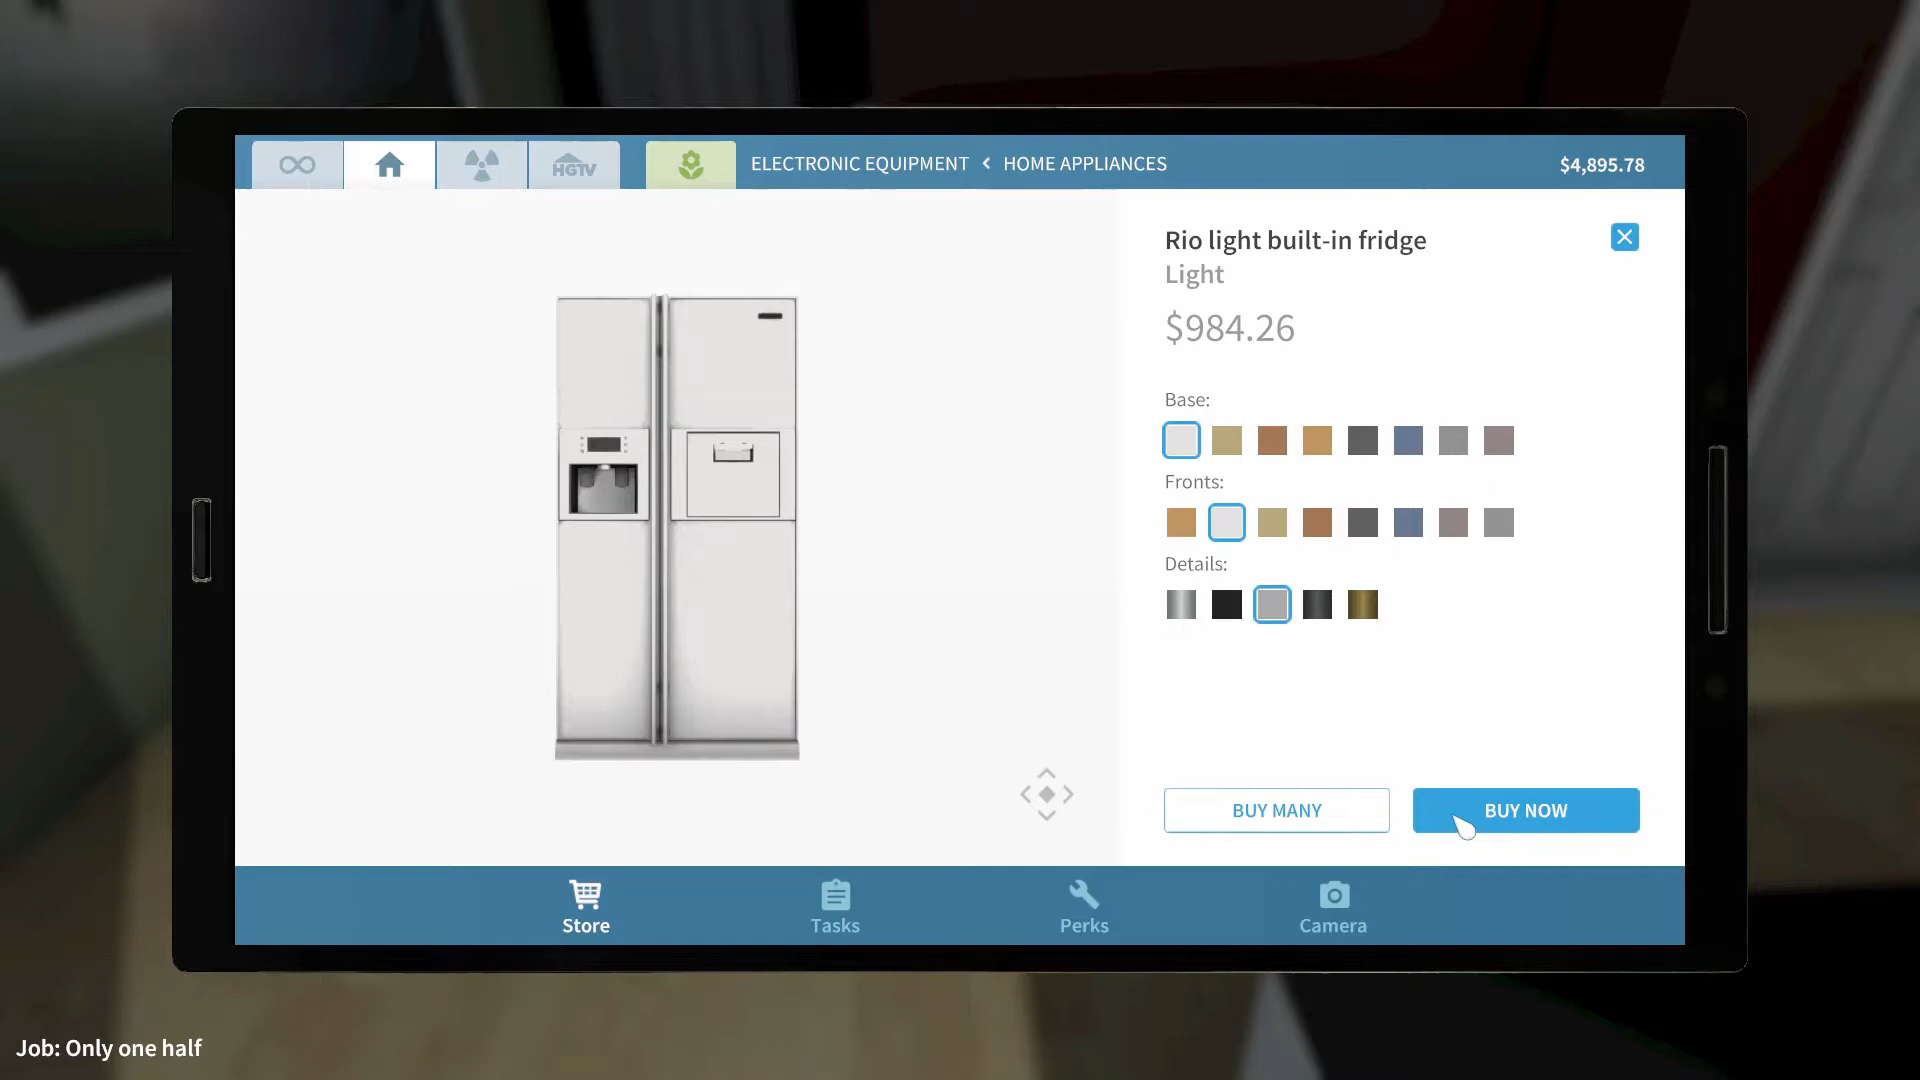 HGTV
ELECTRONIC EQUIPMENT < HOME APPLIANCES
$4,895.78
Rio light built-in fridge
Light
$984.26
Base:
Fronts:
Details:
BUY MANY
BUY NOW
Store
Tasks
Perks
Camera
Job: Only one half